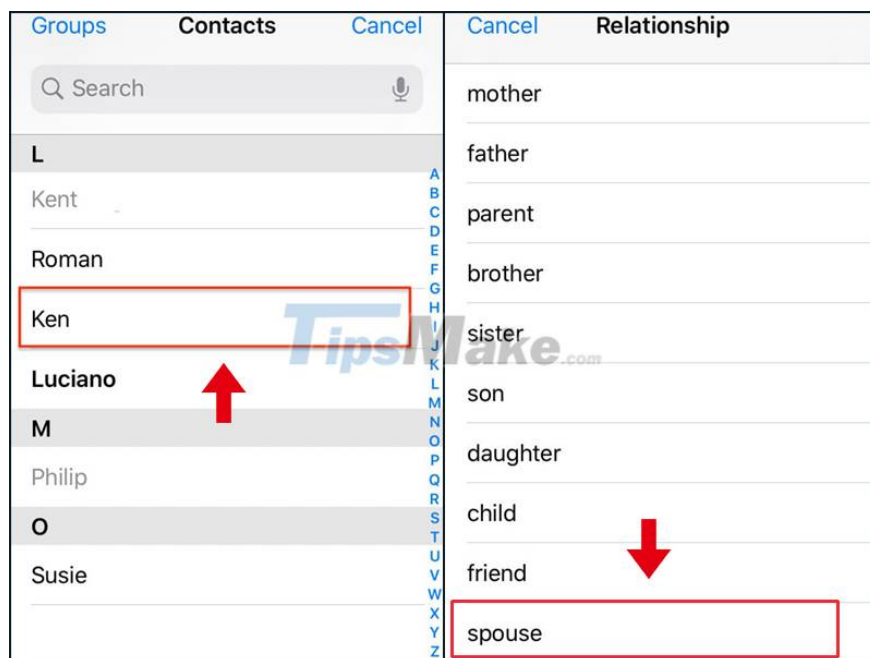 Groups Contacts Cancel
Search
L
Kent
Roman
Ken
Luciano
M
Philip
O
Susie
A
B
C
D
E
F
G
H
I
J
K
L
M
N
O
P
Q
R
S
T
U
V
W
X
Y
Z
Cancel Relationship
mother
father
parent
brother
sister
son
daughter
child
friend
spouse
TipsMake.com